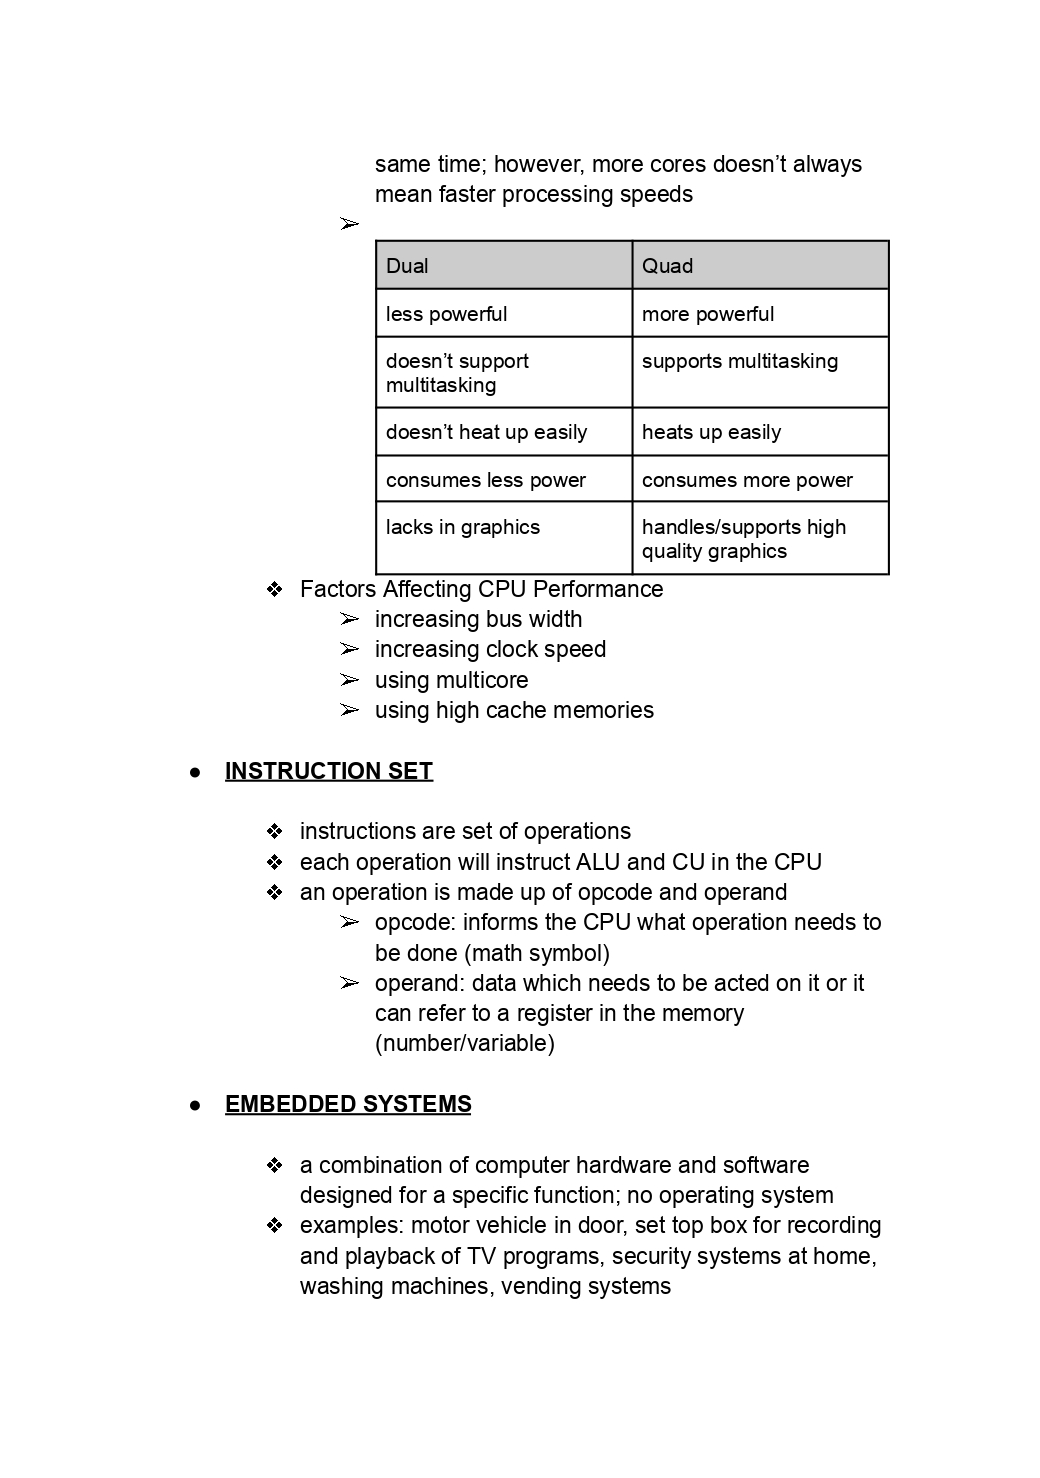 same time; however, more cores doesn’t always
mean faster processing speeds
➢
Dual Quad
less powerful more powerful
doesn’t support supports multitasking
multitasking
doesn’t heat up easily heats up easily
consumes less power consumes more power
lacks in graphics handles/supports high
quality graphics
❖ Factors Affecting CPU Performance
➢ increasing bus width
➢ increasing clock speed
➢ using multicore
➢ using high cache memories
● INSTRUCTION SET
❖ instructions are set of operations
❖ each operation will instruct ALU and CU in the CPU
❖ an operation is made up of opcode and operand
➢ opcode: informs the CPU what operation needs to
be done (math symbol)
➢ operand: data which needs to be acted on it or it
can refer to a register in the memory
(number/variable)
● EMBEDDED SYSTEMS
❖ a combination of computer hardware and software
designed for a specific function; no operating system
❖ examples: motor vehicle in door, set top box for recording
and playback of TV programs, security systems at home,
washing machines, vending systems